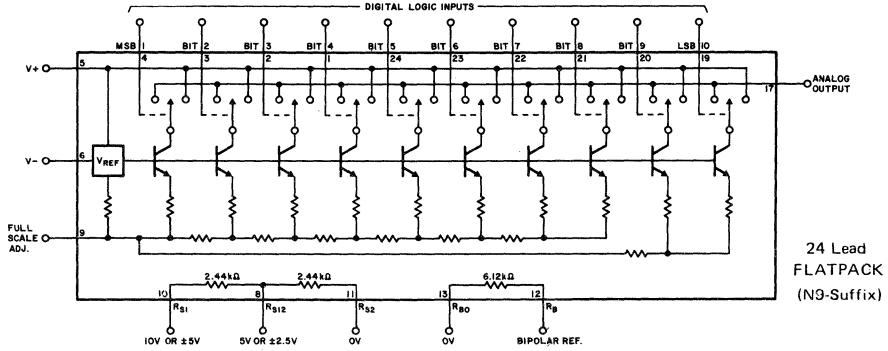 DIGITAL LOGIC INPUTS
MSB 1 BIT 2 BIT 3 BIT 4 BIT 5 BIT 6 BIT 7 BIT 8 BIT 9 LSB 10
4 3 2 1 24 23 22 21 20 19
V+ 5
17 ANALOG
OUTPUT
V- 6 VREF
FULL
SCALE
ADJ. 9
24 Lead
FLATPACK
(N9-Suffix)
2.44kΩ 2.44kΩ 6.12kΩ
10 8 11 13 12
RS1 RS12 RS2 RBO RB
10V OR ±5V 5V OR ±2.5V 0V 0V BIPOLAR REF.